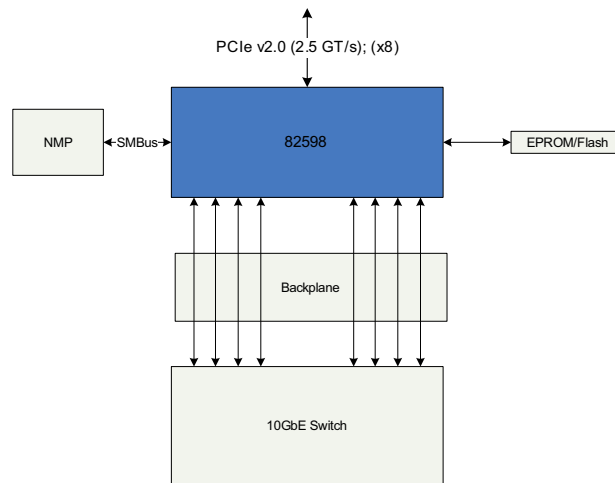 PCIe v2.0 (2.5 GT/s); (x8)
NMP
SMBus
82598
EPROM/Flash
Backplane
10GbE Switch